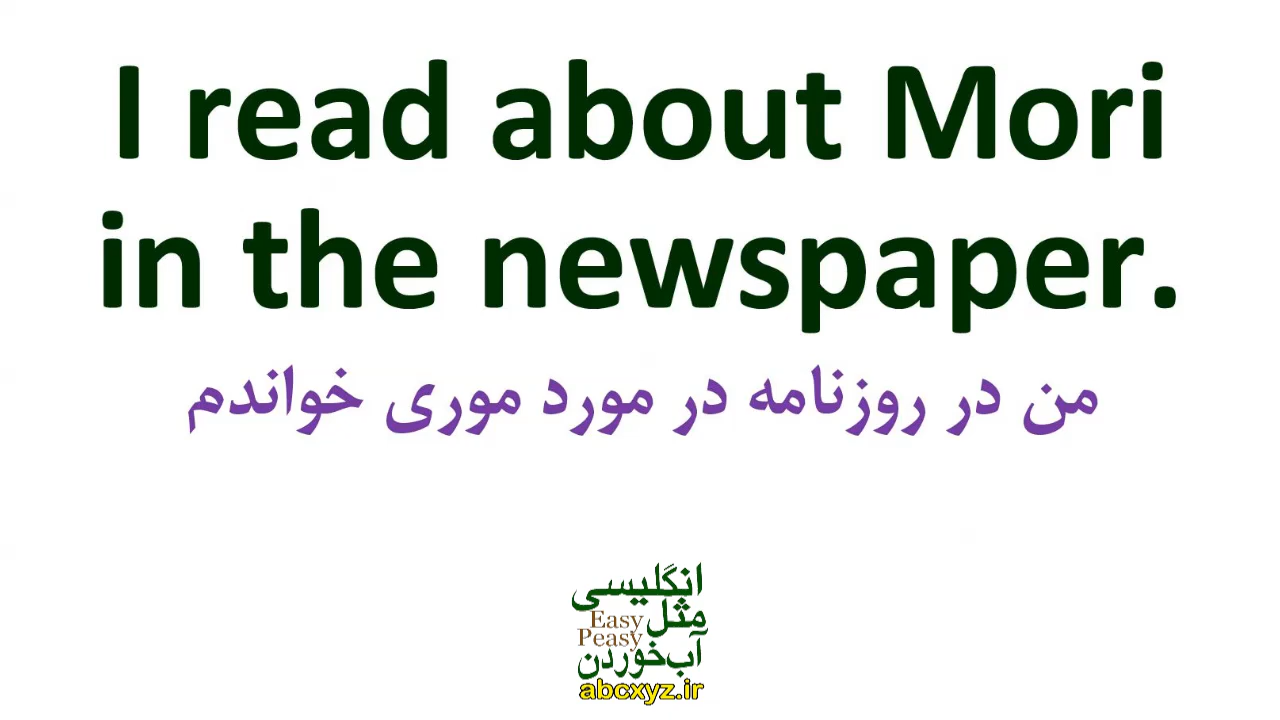 I read about Mori
in the newspaper.
من در روزنامه در مورد موری خواندم
انگلیسی
مثل
Easy
Peasy
آب‌خوردن
abcxyz.ir